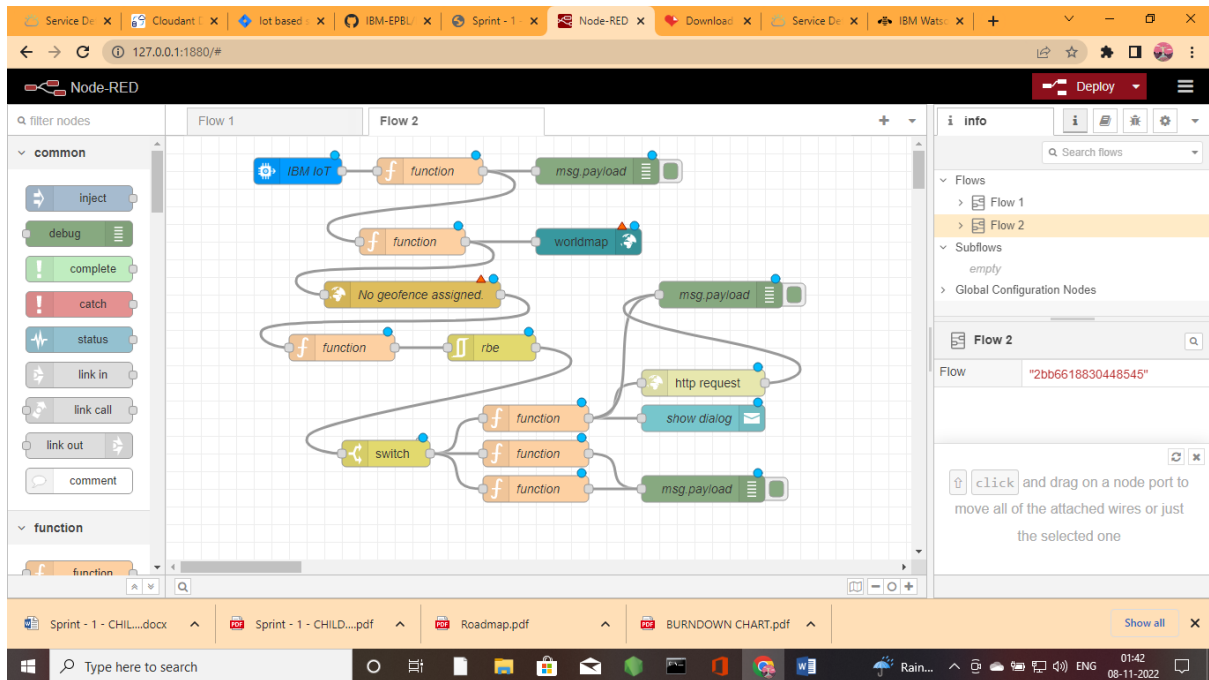 Service De
Cloudant D
Iot based s
IBM-EPBL/
Sprint - 1 -
Node-RED
Download
Service De
IBM Watso
127.0.0.1:1880/#
Node-RED
Deploy
filter nodes
Flow 1
Flow 2
i info
i
Search flows
common
inject
debug
complete
catch
status
link in
link call
link out
comment
function
function
IBM IoT
f function
msg.payload
f function
worldmap
No geofence assigned.
msg.payload
f function
rbe
http request
f function
show dialog
switch
f function
f function
msg.payload
Flows
Flow 1
Flow 2
Subflows
empty
Global Configuration Nodes
Flow 2
Flow "2bb6618830448545"
⇧ click and drag on a node port to
move all of the attached wires or just
the selected one
Sprint - 1 - CHIL....docx
Sprint - 1 - CHILD....pdf
Roadmap.pdf
BURNDOWN CHART.pdf
Show all
Type here to search
Rain...
ENG
01:42
08-11-2022